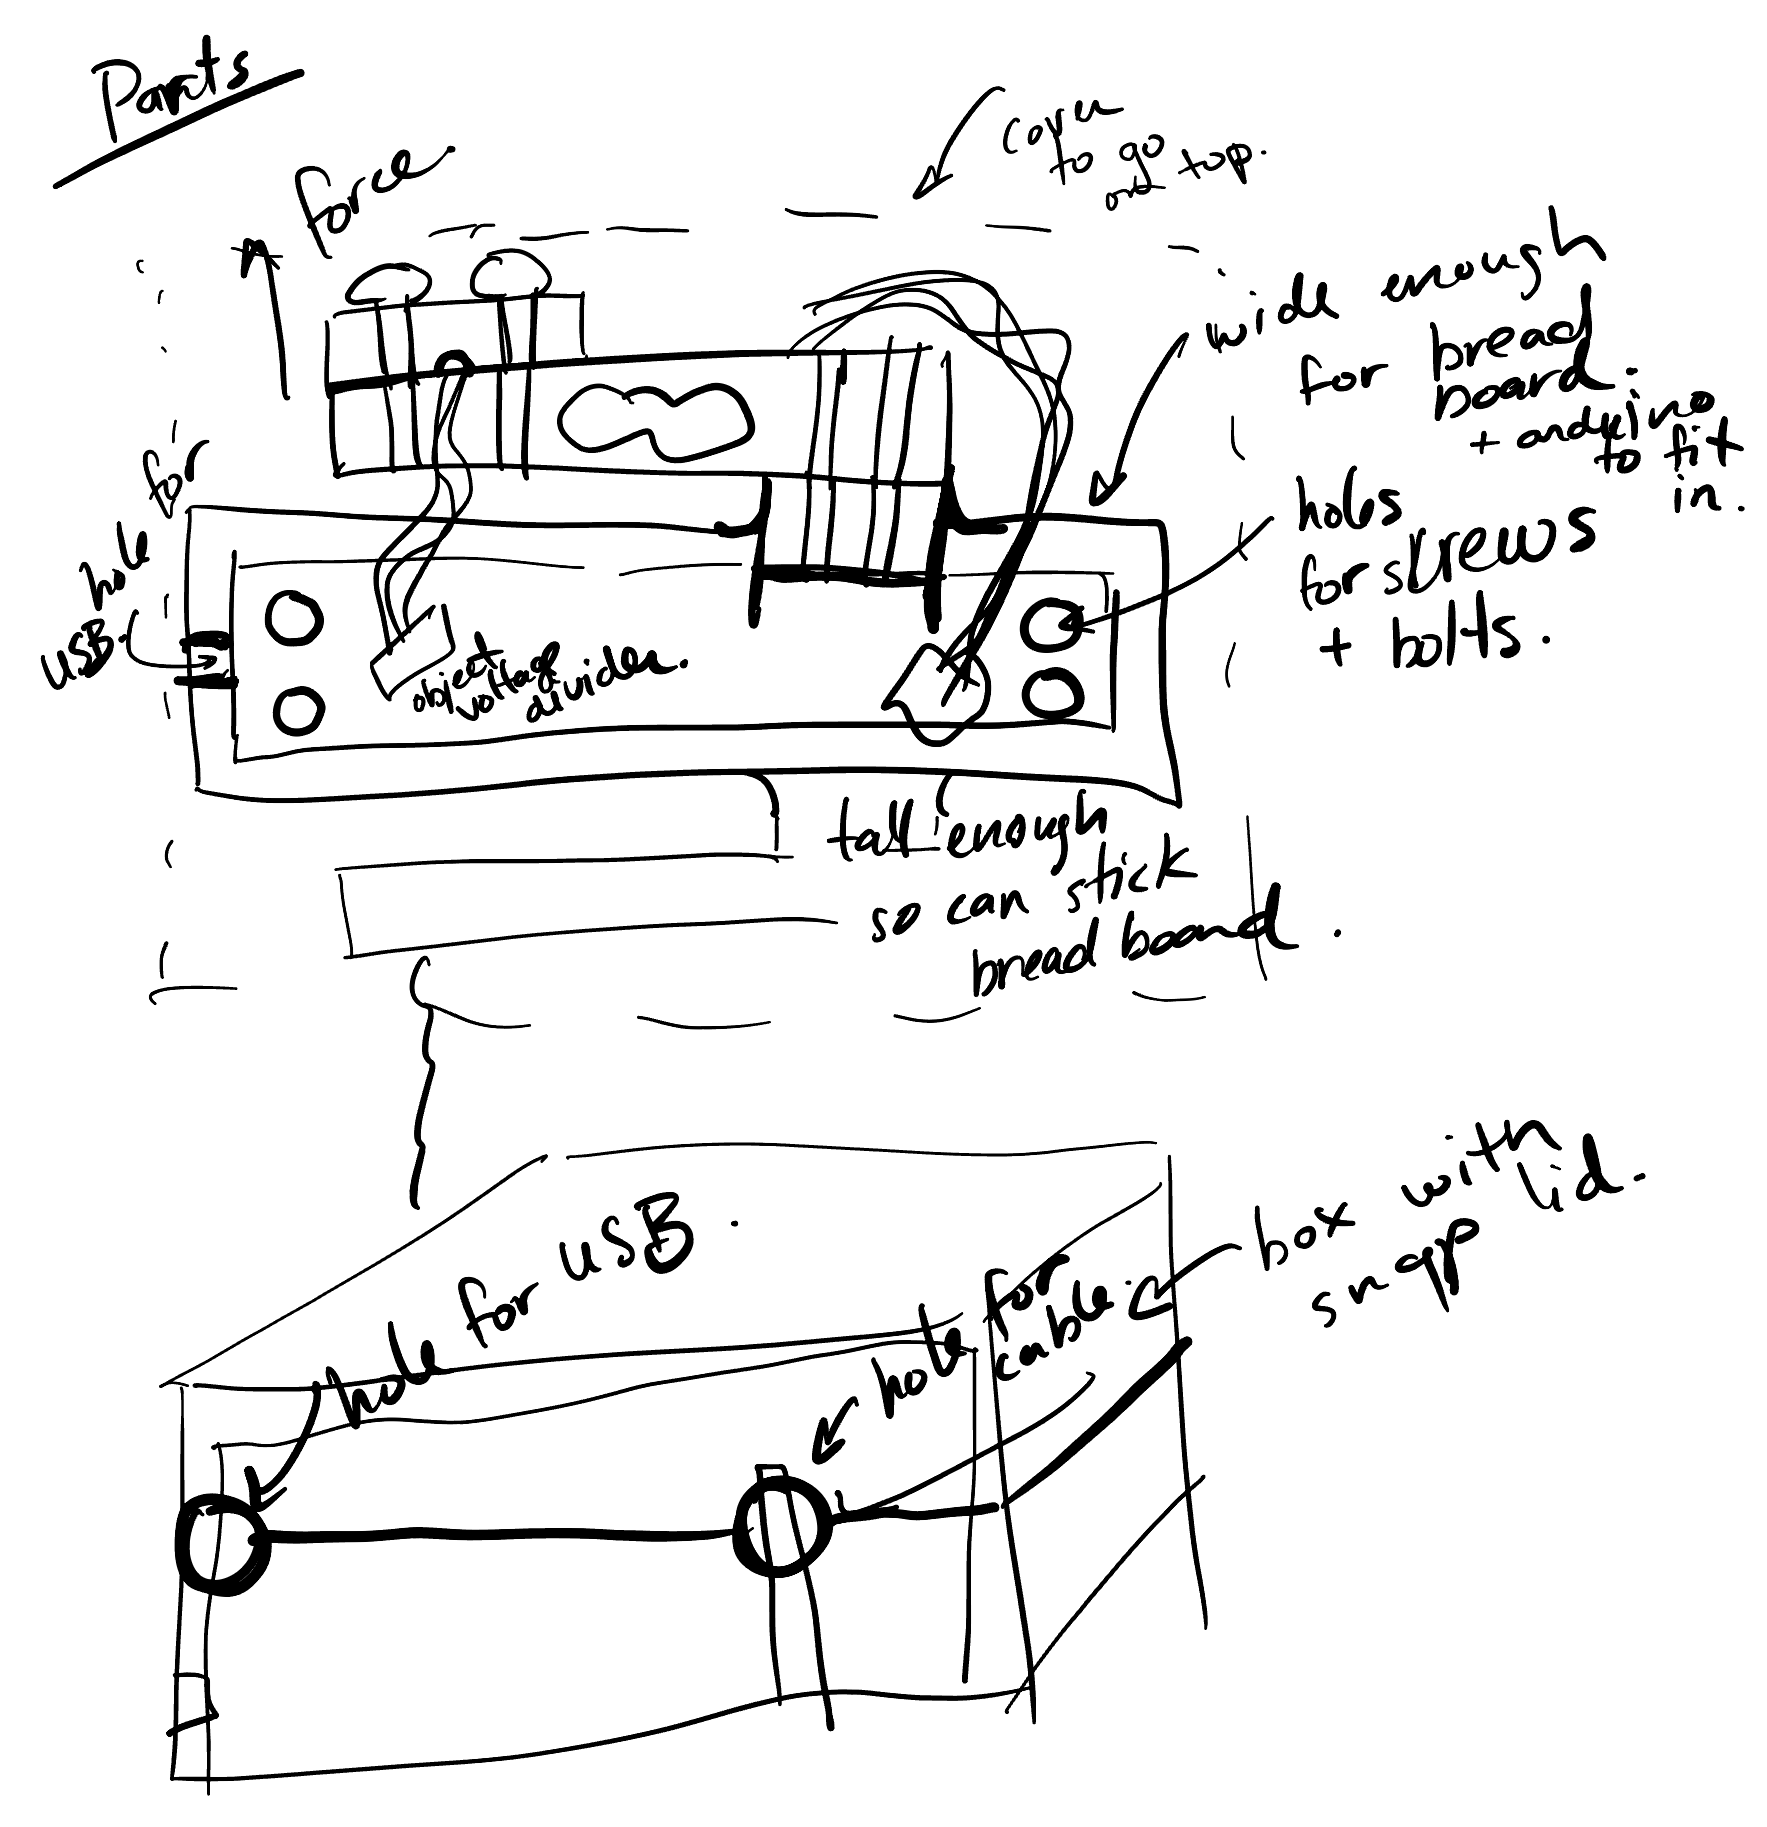 Parts
force
cover
to go
on top.
wide enough
for bread
board.
+ arduino
to fit
in.
hole for
USB.
holes
for skrews
+ bolts.
object
voltage
divider.
tall enough
so can stick
bread board.
hole for USB.
hole for
cable.
box with
snapp lid.